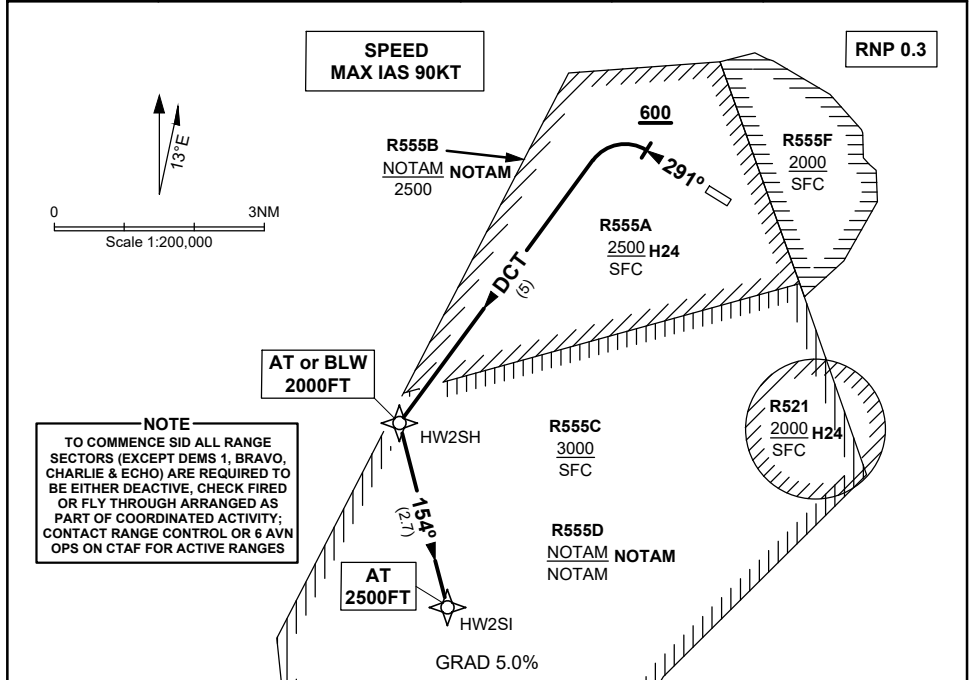 SPEED
MAX IAS 90KT
RNP 0.3
13°E
0 3NM
Scale 1:200,000
R555B
NOTAM NOTAM
2500
600
291°
R555F
2000
SFC
R555A
2500 H24
SFC
DCT
(5)
AT or BLW
2000FT
HW2SH
NOTE
TO COMMENCE SID ALL RANGE
SECTORS (EXCEPT DEMS 1, BRAVO,
CHARLIE & ECHO) ARE REQUIRED TO
BE EITHER DEACTIVE, CHECK FIRED
OR FLY THROUGH ARRANGED AS
PART OF COORDINATED ACTIVITY;
CONTACT RANGE CONTROL OR 6 AVN
OPS ON CTAF FOR ACTIVE RANGES
R555C
3000
SFC
R521
2000 H24
SFC
154°
(2.7)
R555D
NOTAM NOTAM
NOTAM
AT
2500FT
HW2SI
GRAD 5.0%